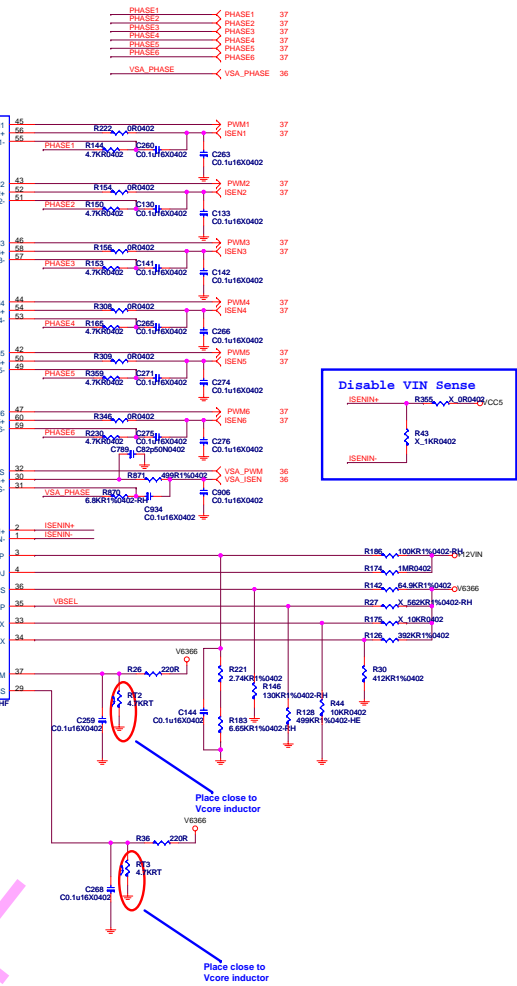 PHASE1 PHASE1 37
PHASE2 PHASE2 37
PHASE3 PHASE3 37
PHASE4 PHASE4 37
PHASE5 PHASE5 37
PHASE6 PHASE6 37
VSA_PHASE VSA_PHASE 36
45 PWM1 37
56 R222 0R0402 ISEN1 37
55
PHASE1 R144 C260
4.7KR0402 C0.1u16X0402
C263
C0.1u16X0402
43 PWM2 37
52 R154 0R0402 ISEN2 37
51
PHASE2 R150 C130
4.7KR0402 C0.1u16X0402
C133
C0.1u16X0402
46 PWM3 37
58 R156 0R0402 ISEN3 37
57
PHASE3 R153 C141
4.7KR0402 C0.1u16X0402
C142
C0.1u16X0402
44 PWM4 37
54 R308 0R0402 ISEN4 37
53
PHASE4 R165 C265
4.7KR0402 C0.1u16X0402
C266
C0.1u16X0402
42 PWM5 37
50 R309 0R0402 ISEN5 37
49
PHASE5 R359 C271
4.7KR0402 C0.1u16X0402
C274
C0.1u16X0402
47 PWM6 37
60 R346 0R0402 ISEN6 37
59
PHASE6 R230 C275
4.7KR0402 C0.1u16X0402
C276
C0.1u16X0402
C789 C82p50N0402
32 VSA_PWM 36
30 R871 499R1%0402 VSA_ISEN 36
31
VSA_PHASE R870
6.8KR1%0402-RH
C934
C0.1u16X0402
C906
C0.1u16X0402
Disable VIN Sense
ISENIN+ R355 X_0R0402 VCC5
R43
X_1KR0402
ISENIN-
2 ISENIN+
1 ISENIN-
3 R186 100KR1%0402-RH +12VIN
4 R174 1MR0402
36 R142 64.9KR1%0402 V6366
35 VBSEL R27 X_562KR1%0402-RH
33 R175 X_10KR0402
34 R126 392KR1%0402
37 R26 220R V6366
29
RT2
4.7KRT
C259
C0.1u16X0402
C144
C0.1u16X0402
R221
2.74KR1%0402
R183
6.65KR1%0402-RH
R146
130KR1%0402-RH
R128
499KR1%0402-HE
R44
10KR0402
R30
412KR1%0402
Place close to
Vcore inductor
V6366
R36 220R
RT3
4.7KRT
C268
C0.1u16X0402
Place close to
Vcore inductor